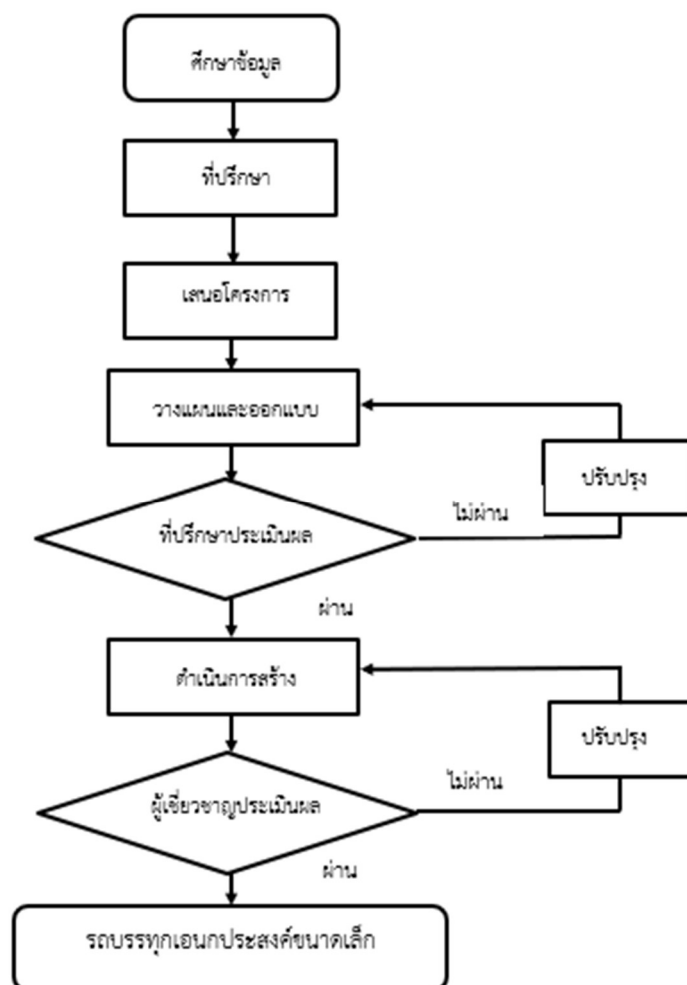 ศึกษาข้อมูล
ที่ปรึกษา
เสนอโครงการ
วางแผนและออกแบบ
ปรับปรุง
ไม่ผ่าน
ที่ปรึกษาประเมินผล
ผ่าน
ดำเนินการสร้าง
ปรับปรุง
ไม่ผ่าน
ผู้เชี่ยวชาญประเมินผล
ผ่าน
รถบรรทุกเอนกประสงค์ขนาดเล็ก